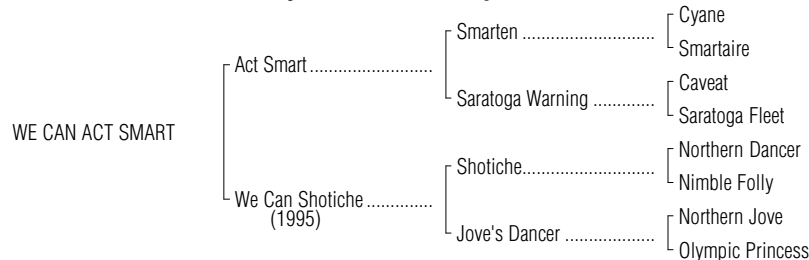 Cyane
Smarten ............................
Smartaire
Act Smart..........................
Caveat
Saratoga Warning .............
Saratoga Fleet
WE CAN ACT SMART
Northern Dancer
Shotiche............................
Nimble Folly
We Can Shotiche ..............
(1995)
Northern Jove
Jove's Dancer ...................
Olympic Princess